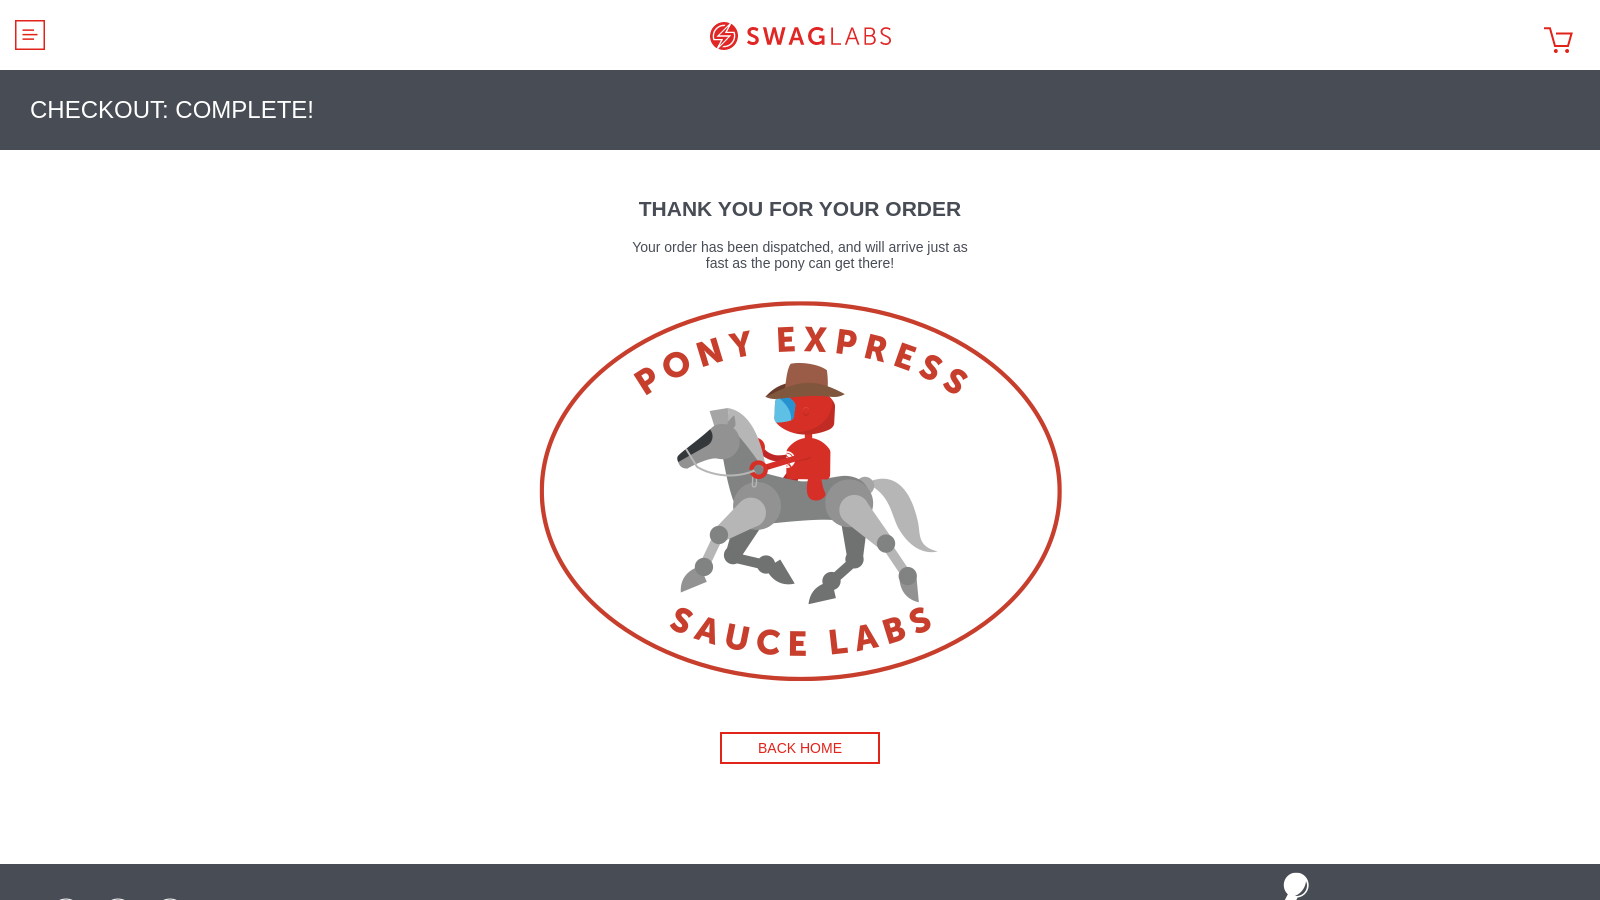 SWAGLABS
CHECKOUT: COMPLETE!
THANK YOU FOR YOUR ORDER
Your order has been dispatched, and will arrive just as
fast as the pony can get there!
PONY EXPRESS
SAUCE LABS
BACK HOME